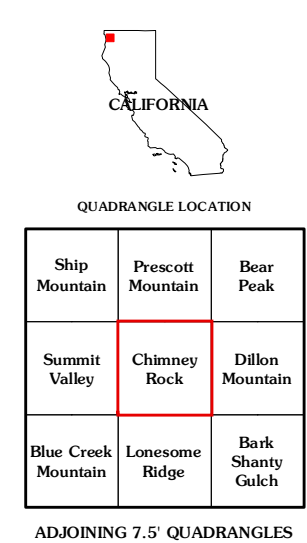 CALIFORNIA
QUADRANGLE LOCATION
Ship
Mountain
Prescott
Mountain
Bear
Peak
Summit
Valley
Chimney
Rock
Dillon
Mountain
Blue Creek
Mountain
Lonesome
Ridge
Bark
Shanty
Gulch
ADJOINING 7.5' QUADRANGLES